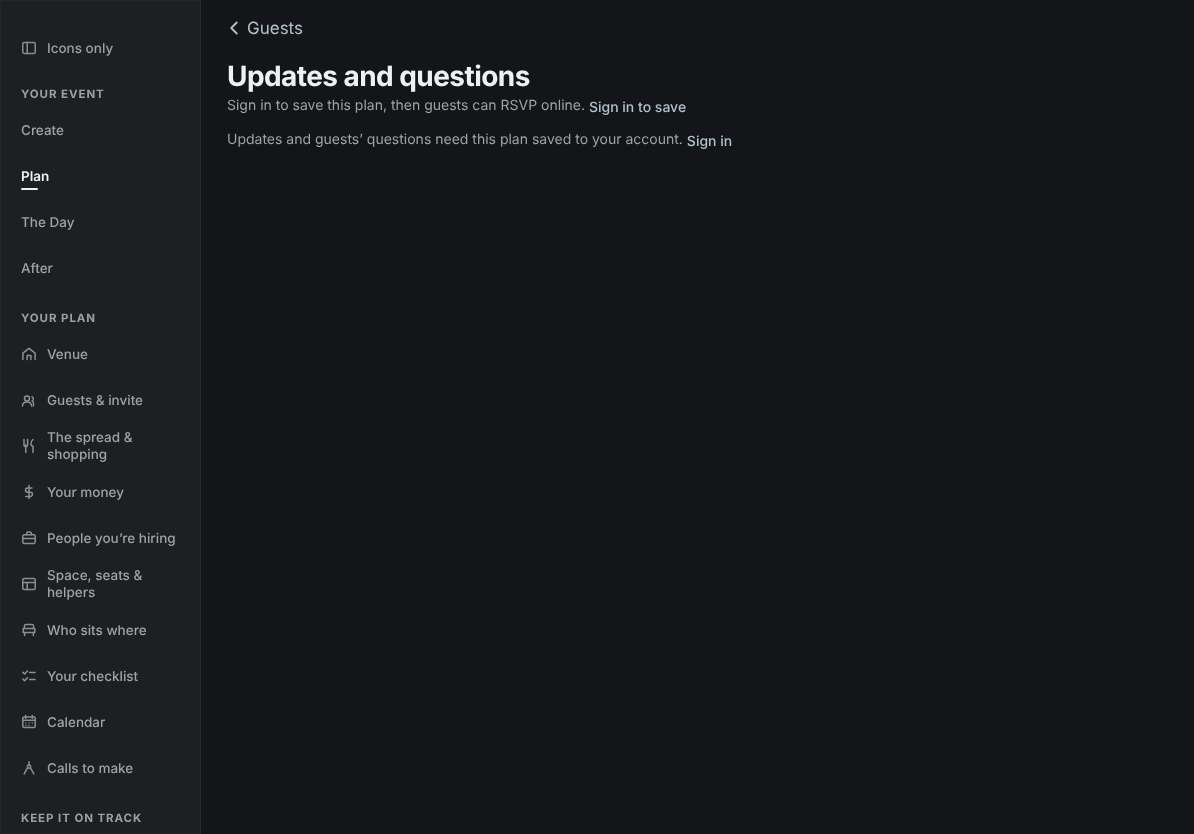 Icons only
YOUR EVENT
Create
Plan
The Day
After
YOUR PLAN
Venue
Guests & invite
The spread &
shopping
Your money
People you’re hiring
Space, seats &
helpers
Who sits where
Your checklist
Calendar
Calls to make
KEEP IT ON TRACK
Guests
Updates and questions
Sign in to save this plan, then guests can RSVP online. Sign in to save
Updates and guests’ questions need this plan saved to your account. Sign in